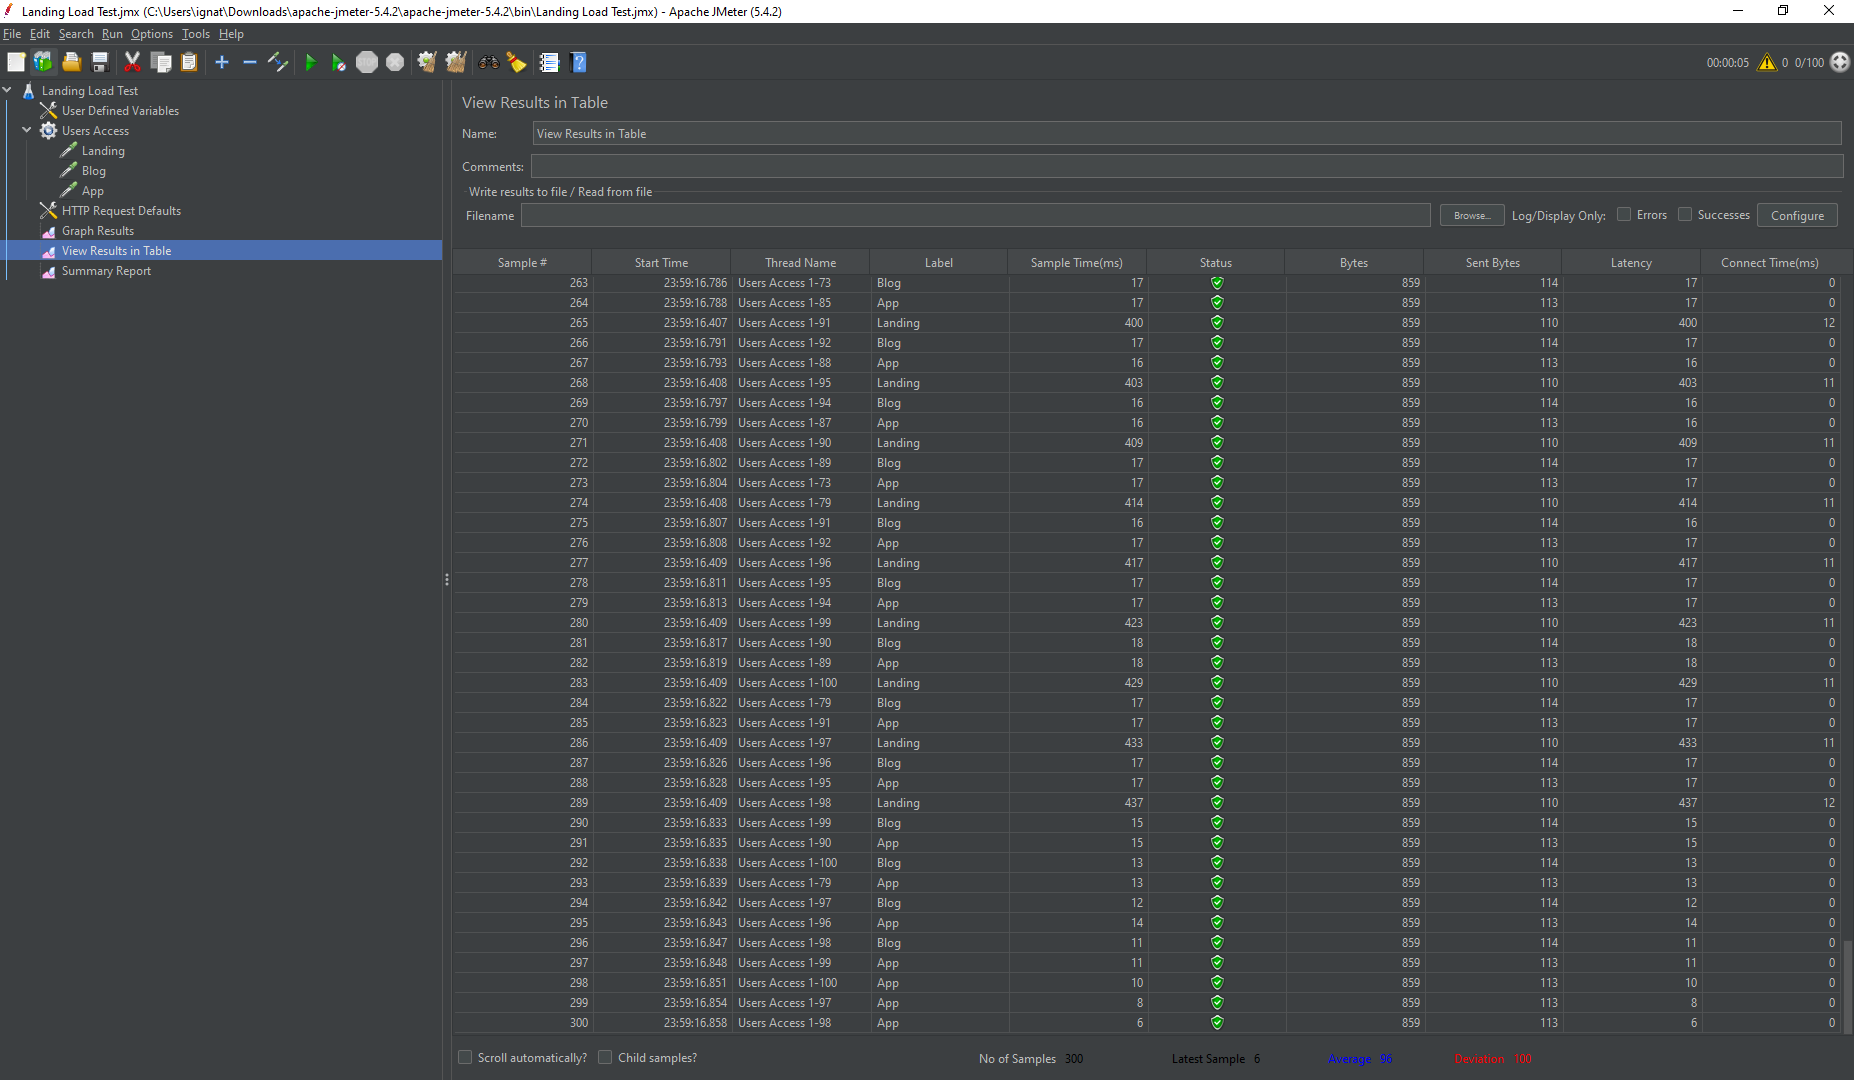 Landing Load Test.jmx (C:\Users\ignat\Downloads\apache-jmeter-5.4.2\apache-jmeter-5.4.2\bin\Landing Load Test.jmx) - Apache JMeter (5.4.2)
File Edit Search Run Options Tools Help
STOP ? 00:00:05 0 0/100
Landing Load Test
User Defined Variables
Users Access
Landing
Blog
App
HTTP Request Defaults
Graph Results
View Results in Table
Summary Report
View Results in Table
Name: View Results in Table
Comments:
Write results to file / Read from file
Filename Browse... Log/Display Only: Errors Successes Configure
Sample # Start Time Thread Name Label Sample Time(ms) Status Bytes Sent Bytes Latency Connect Time(ms)
263 23:59:16.786 Users Access 1-73 Blog 17 859 114 17 0
264 23:59:16.788 Users Access 1-85 App 17 859 113 17 0
265 23:59:16.407 Users Access 1-91 Landing 400 859 110 400 12
266 23:59:16.791 Users Access 1-92 Blog 17 859 114 17 0
267 23:59:16.793 Users Access 1-88 App 16 859 113 16 0
268 23:59:16.408 Users Access 1-95 Landing 403 859 110 403 11
269 23:59:16.797 Users Access 1-94 Blog 16 859 114 16 0
270 23:59:16.799 Users Access 1-87 App 16 859 113 16 0
271 23:59:16.408 Users Access 1-90 Landing 409 859 110 409 11
272 23:59:16.802 Users Access 1-89 Blog 17 859 114 17 0
273 23:59:16.804 Users Access 1-73 App 17 859 113 17 0
274 23:59:16.408 Users Access 1-79 Landing 414 859 110 414 11
275 23:59:16.807 Users Access 1-91 Blog 16 859 114 16 0
276 23:59:16.808 Users Access 1-92 App 17 859 113 17 0
277 23:59:16.409 Users Access 1-96 Landing 417 859 110 417 11
278 23:59:16.811 Users Access 1-95 Blog 17 859 114 17 0
279 23:59:16.813 Users Access 1-94 App 17 859 113 17 0
280 23:59:16.409 Users Access 1-99 Landing 423 859 110 423 11
281 23:59:16.817 Users Access 1-90 Blog 18 859 114 18 0
282 23:59:16.819 Users Access 1-89 App 18 859 113 18 0
283 23:59:16.409 Users Access 1-100 Landing 429 859 110 429 11
284 23:59:16.822 Users Access 1-79 Blog 17 859 114 17 0
285 23:59:16.823 Users Access 1-91 App 17 859 113 17 0
286 23:59:16.409 Users Access 1-97 Landing 433 859 110 433 11
287 23:59:16.826 Users Access 1-96 Blog 17 859 114 17 0
288 23:59:16.828 Users Access 1-95 App 17 859 113 17 0
289 23:59:16.409 Users Access 1-98 Landing 437 859 110 437 12
290 23:59:16.833 Users Access 1-99 Blog 15 859 114 15 0
291 23:59:16.835 Users Access 1-90 App 15 859 113 15 0
292 23:59:16.838 Users Access 1-100 Blog 13 859 114 13 0
293 23:59:16.839 Users Access 1-79 App 13 859 113 13 0
294 23:59:16.842 Users Access 1-97 Blog 12 859 114 12 0
295 23:59:16.843 Users Access 1-96 App 14 859 113 14 0
296 23:59:16.847 Users Access 1-98 Blog 11 859 114 11 0
297 23:59:16.848 Users Access 1-99 App 11 859 113 11 0
298 23:59:16.851 Users Access 1-100 App 10 859 113 10 0
299 23:59:16.854 Users Access 1-97 App 8 859 113 8 0
300 23:59:16.858 Users Access 1-98 App 6 859 113 6 0
Scroll automatically? Child samples? No of Samples 300 Latest Sample 6 Average 96 Deviation 100